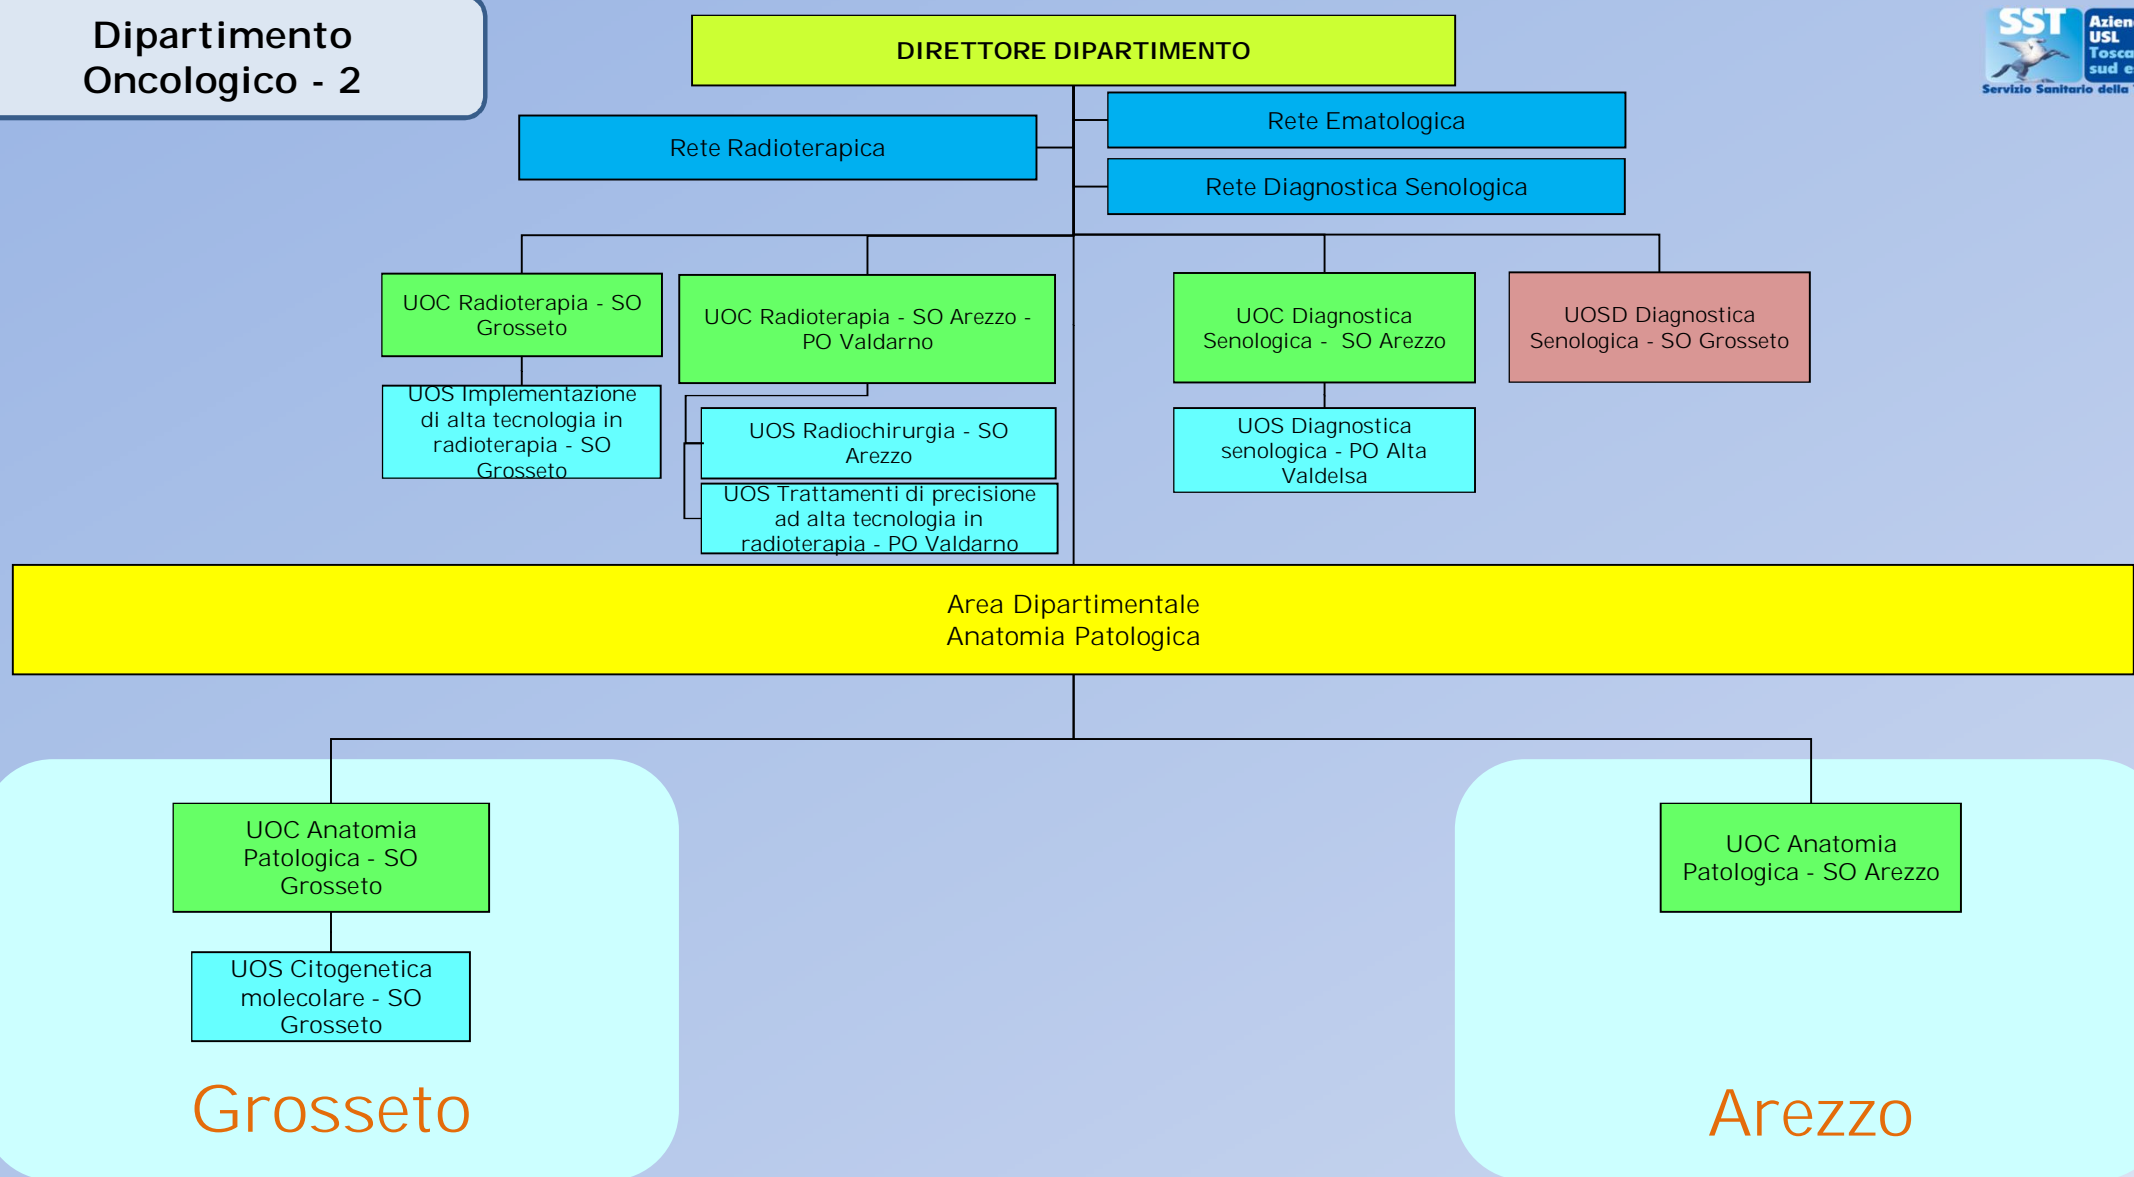 Dipartimento
Oncologico - 2
DIRETTORE DIPARTIMENTO
SST
USL
Servizio Sanitario della
Rete Ematologica
Rete Radioterapica
Rete Diagnostica Senologica
UOC Radioterapia - SO
Grosseto
UOC Radioterapia - SO Arezzo -
PO Valdarno
UOC Diagnostica
Senologica - SO Arezzo
UOSD Diagnostica
Senologica - SO Grosseto
UOS Implementazione
di alta tecnologia in
radioterapia - SO
Grosseto
UOS Radiochirurgia - SO
Arezzo
UOS Trattamenti di precisione
ad alta tecnologia in
radioterapia - PO Valdarno
UOS Diagnostica
senologica - PO Alta
Valdelsa
Area Dipartimentale
Anatomia Patologica
UOC Anatomia
Patologica - SO
Grosseto
UOS Citogenetica
molecolare - SO
Grosseto
Grosseto
UOC Anatomia
Patologica - SO Arezzo
Arezzo